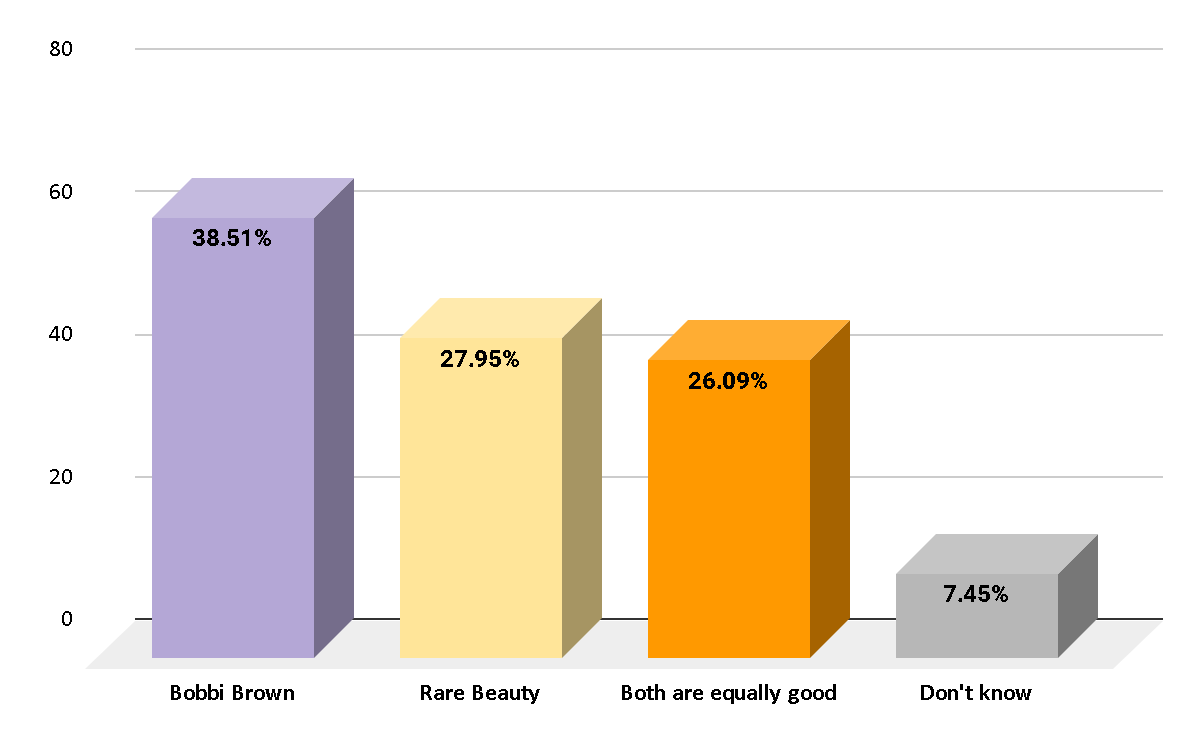 80
60
40
20
0
38.51%
27.95%
26.09%
7.45%
Bobbi Brown
Rare Beauty
Both are equally good
Don't know